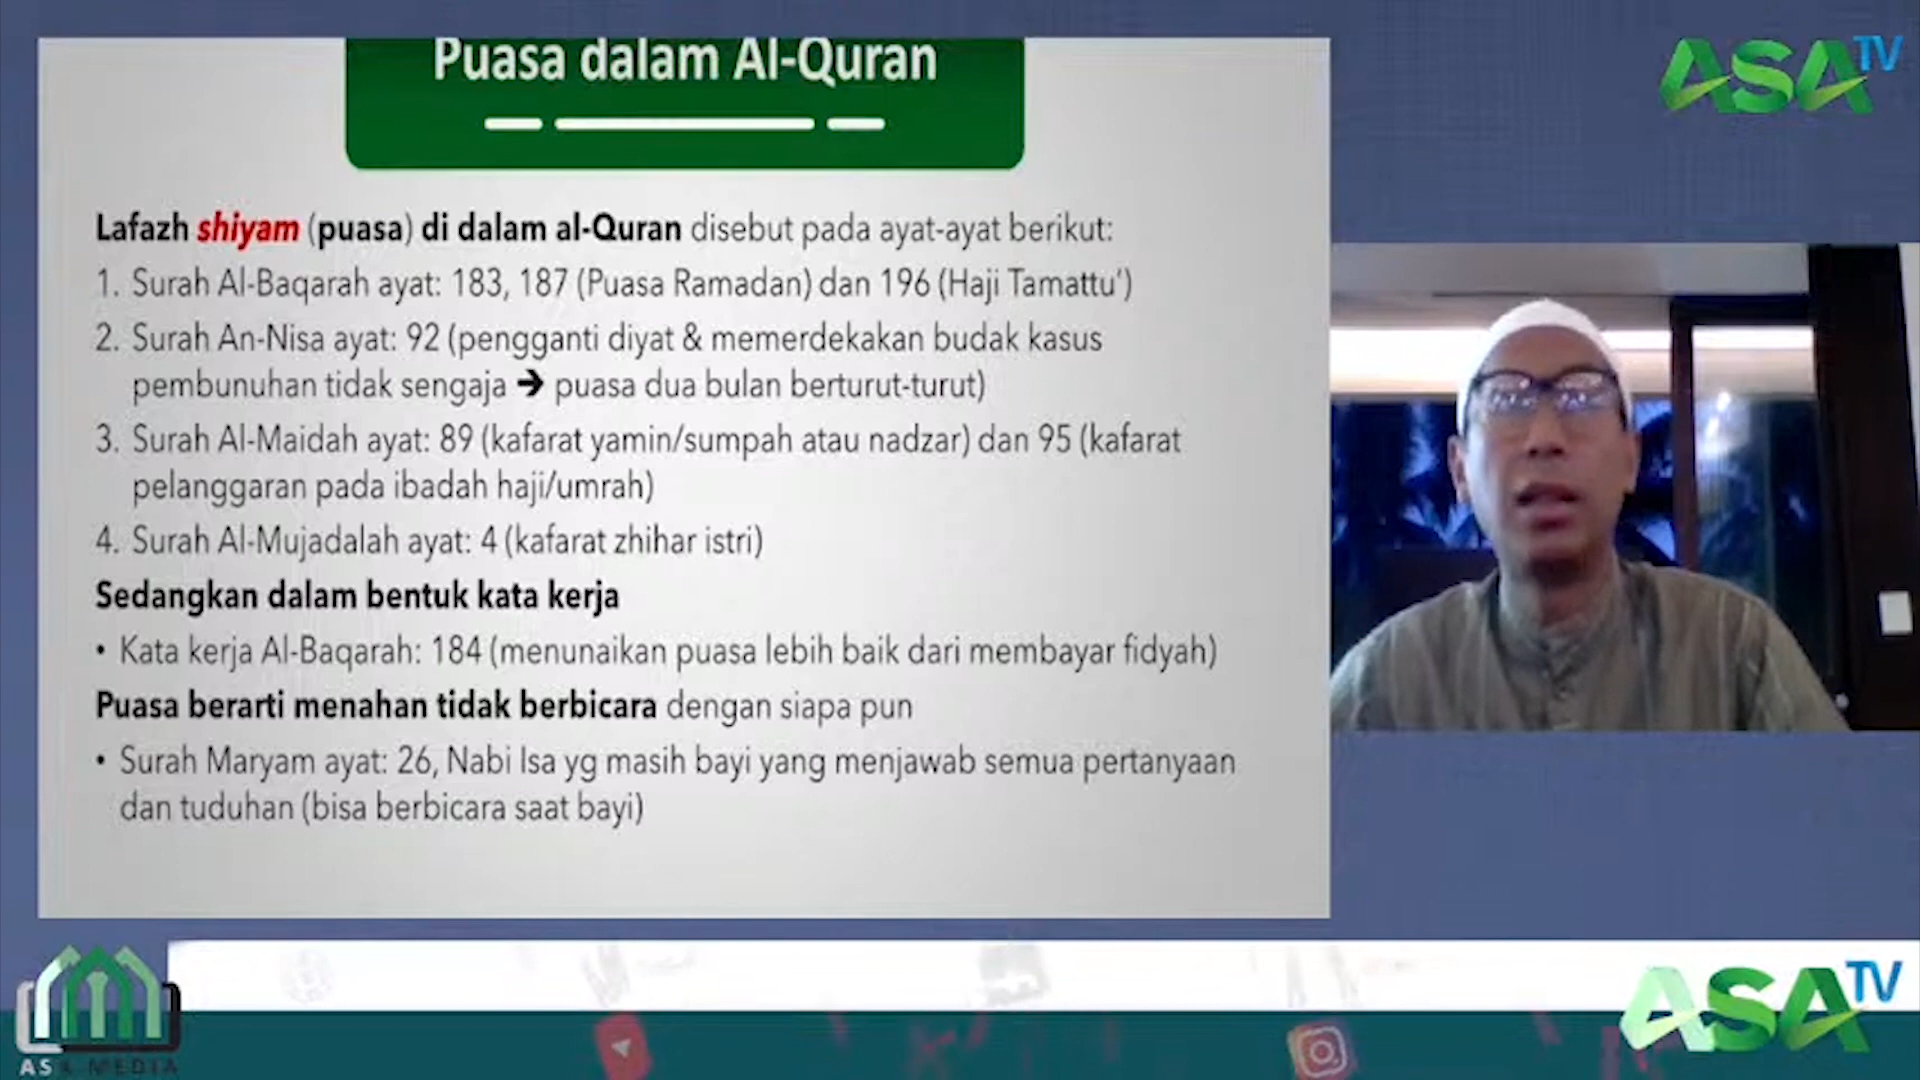 Puasa dalam Al-Quran
ASA TV
Lafazh shiyam (puasa) di dalam al-Quran disebut pada ayat-ayat berikut:
1. Surah Al-Baqarah ayat: 183, 187 (Puasa Ramadan) dan 196 (Haji Tamattu')
2. Surah An-Nisa ayat: 92 (pengganti diyat & memerdekakan budak kasus
pembunuhan tidak sengaja ➔ puasa dua bulan berturut-turut)
3. Surah Al-Maidah ayat: 89 (kafarat yamin/sumpah atau nadzar) dan 95 (kafarat
pelanggaran pada ibadah haji/umrah)
4. Surah Al-Mujadalah ayat: 4 (kafarat zhihar istri)
Sedangkan dalam bentuk kata kerja
• Kata kerja Al-Baqarah: 184 (menunaikan puasa lebih baik dari membayar fidyah)
Puasa berarti menahan tidak berbicara dengan siapa pun
• Surah Maryam ayat: 26, Nabi Isa yg masih bayi yang menjawab semua pertanyaan
dan tuduhan (bisa berbicara saat bayi)
ASA MEDIA
ASA TV